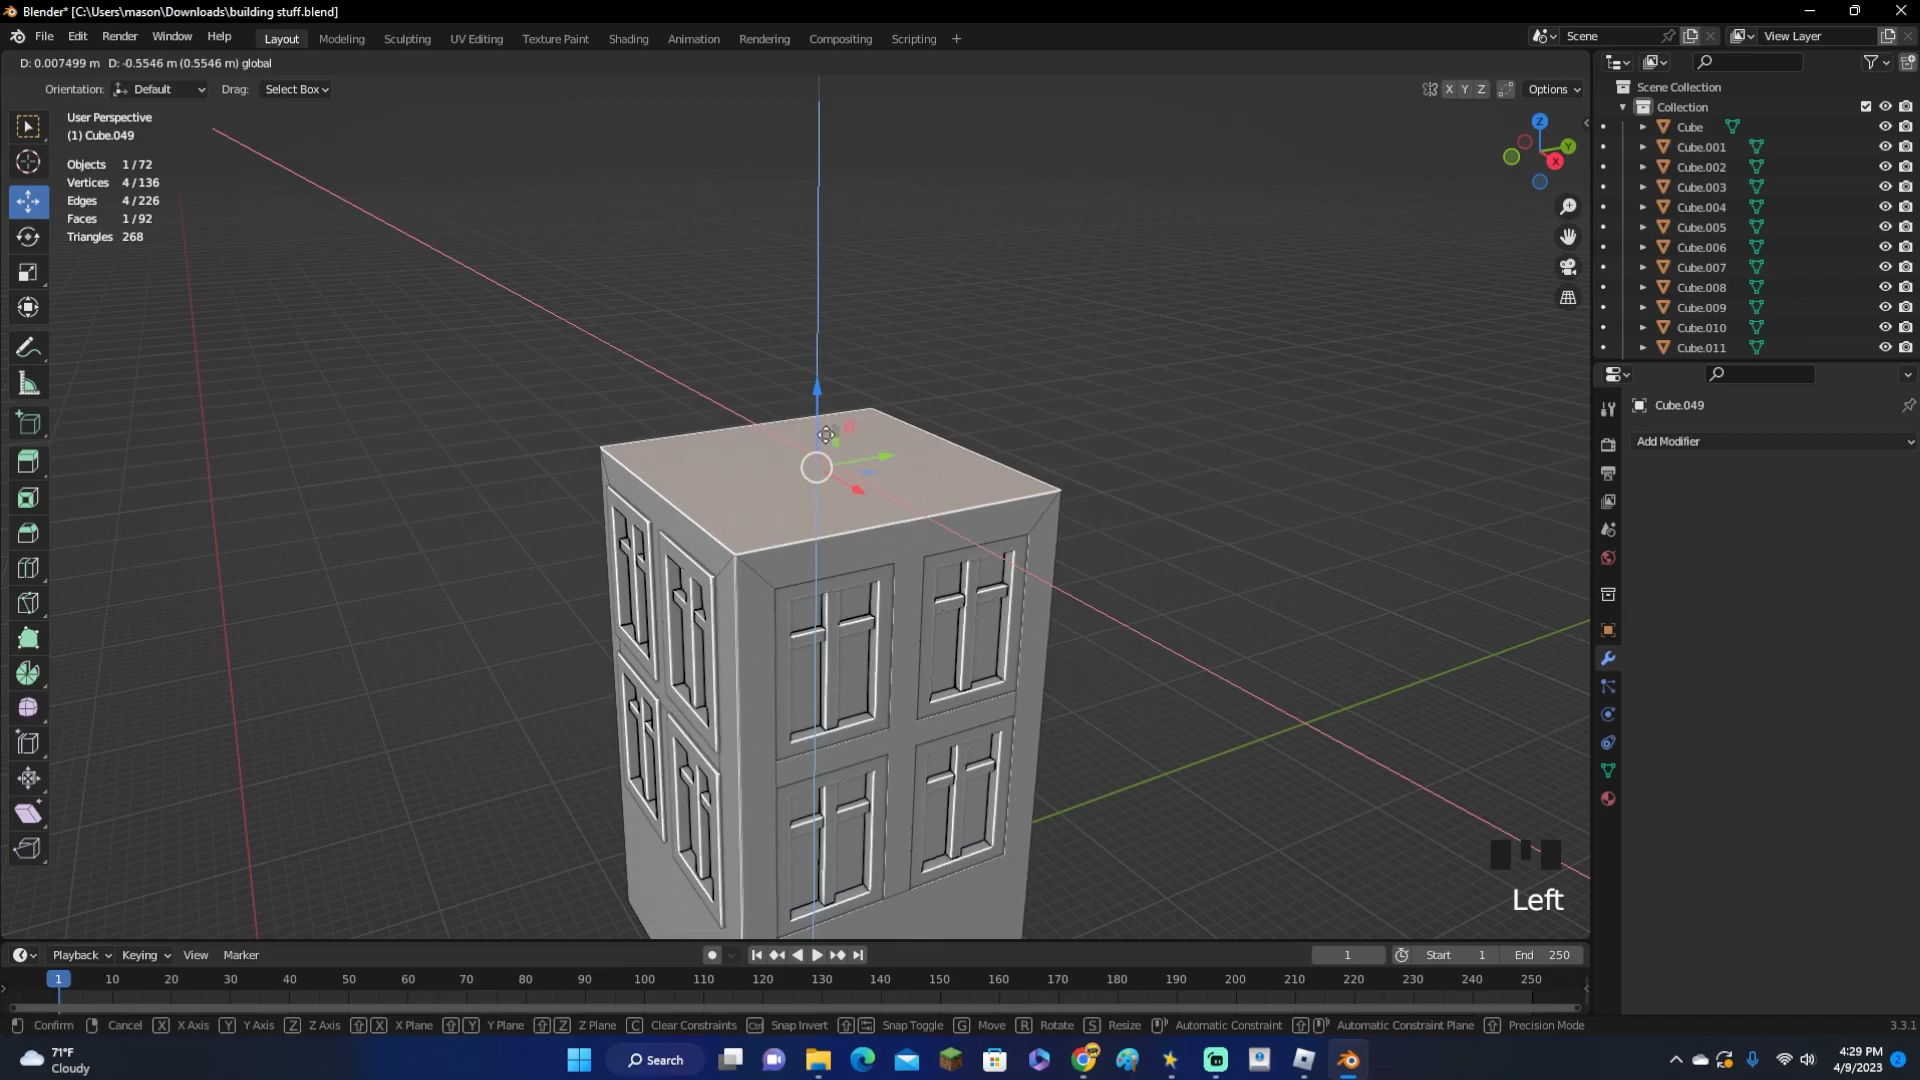 Blender* [C:\Users\mason\Downloads\building stuff.blend]
File Edit Render Window Help Layout Modeling Sculpting UV Editing Texture Paint Shading Animation Rendering Compositing Scripting + Scene View Layer
D: 0.007499 m D: -0.5546 m (0.5546 m) global
Orientation: Default Drag: Select Box X Y Z Options
User Perspective
(1) Cube.049
Objects 1 / 72
Vertices 4 / 136
Edges 4 / 226
Faces 1 / 92
Triangles 268
Z
Y
X
Left
Scene Collection
Collection
Cube
Cube.001
Cube.002
Cube.003
Cube.004
Cube.005
Cube.006
Cube.007
Cube.008
Cube.009
Cube.010
Cube.011
Cube.049
Add Modifier
Playback Keying View Marker 1 Start 1 End 250
1 10 20 30 40 50 60 70 80 90 100 110 120 130 140 150 160 170 180 190 200 210 220 230 240 250
Confirm Cancel X X Axis Y Y Axis Z Z Axis X X Plane Y Y Plane Z Z Plane C Clear Constraints Ctrl Snap Invert Snap Toggle G Move R Rotate S Resize Automatic Constraint Automatic Constraint Plane Precision Mode 3.3.1
71°F
Cloudy
Search
4:29 PM
4/9/2023
2